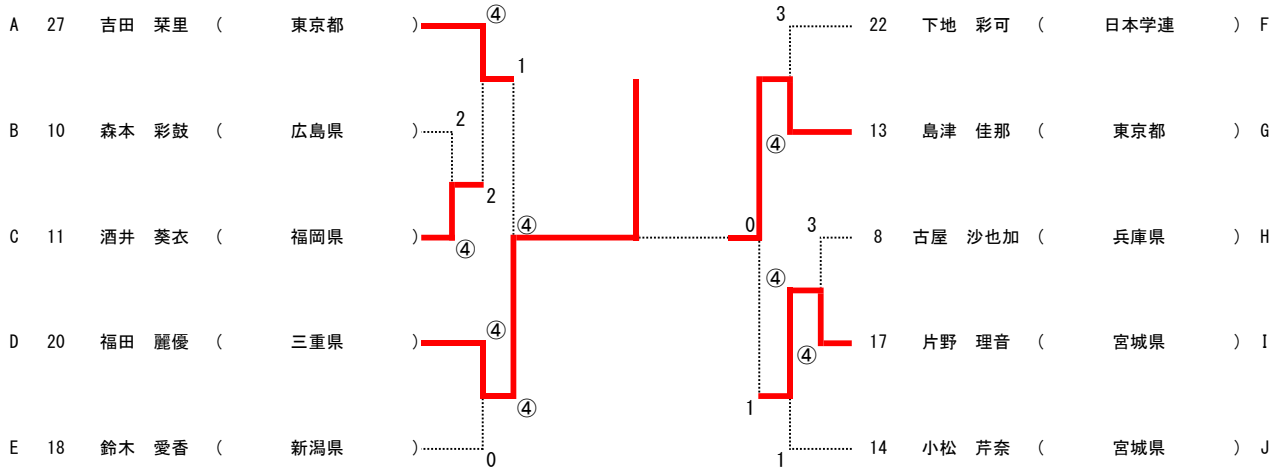 ④ 3
A 27 吉田 栞里 ( 東京都 ) 22 下地 彩可 ( 日本学連 ) F
1
2
B 10 森本 彩鼓 ( 広島県 ) 13 島津 佳那 ( 東京都 ) G
④
2
④ 0 3
C 11 酒井 葵衣 ( 福岡県 ) 8 古屋 沙也加 ( 兵庫県 ) H
④
④
④
D 20 福田 麗優 ( 三重県 ) 17 片野 理音 ( 宮城県 ) I
④
④ 1
E 18 鈴木 愛香 ( 新潟県 ) 14 小松 芹奈 ( 宮城県 ) J
0 1